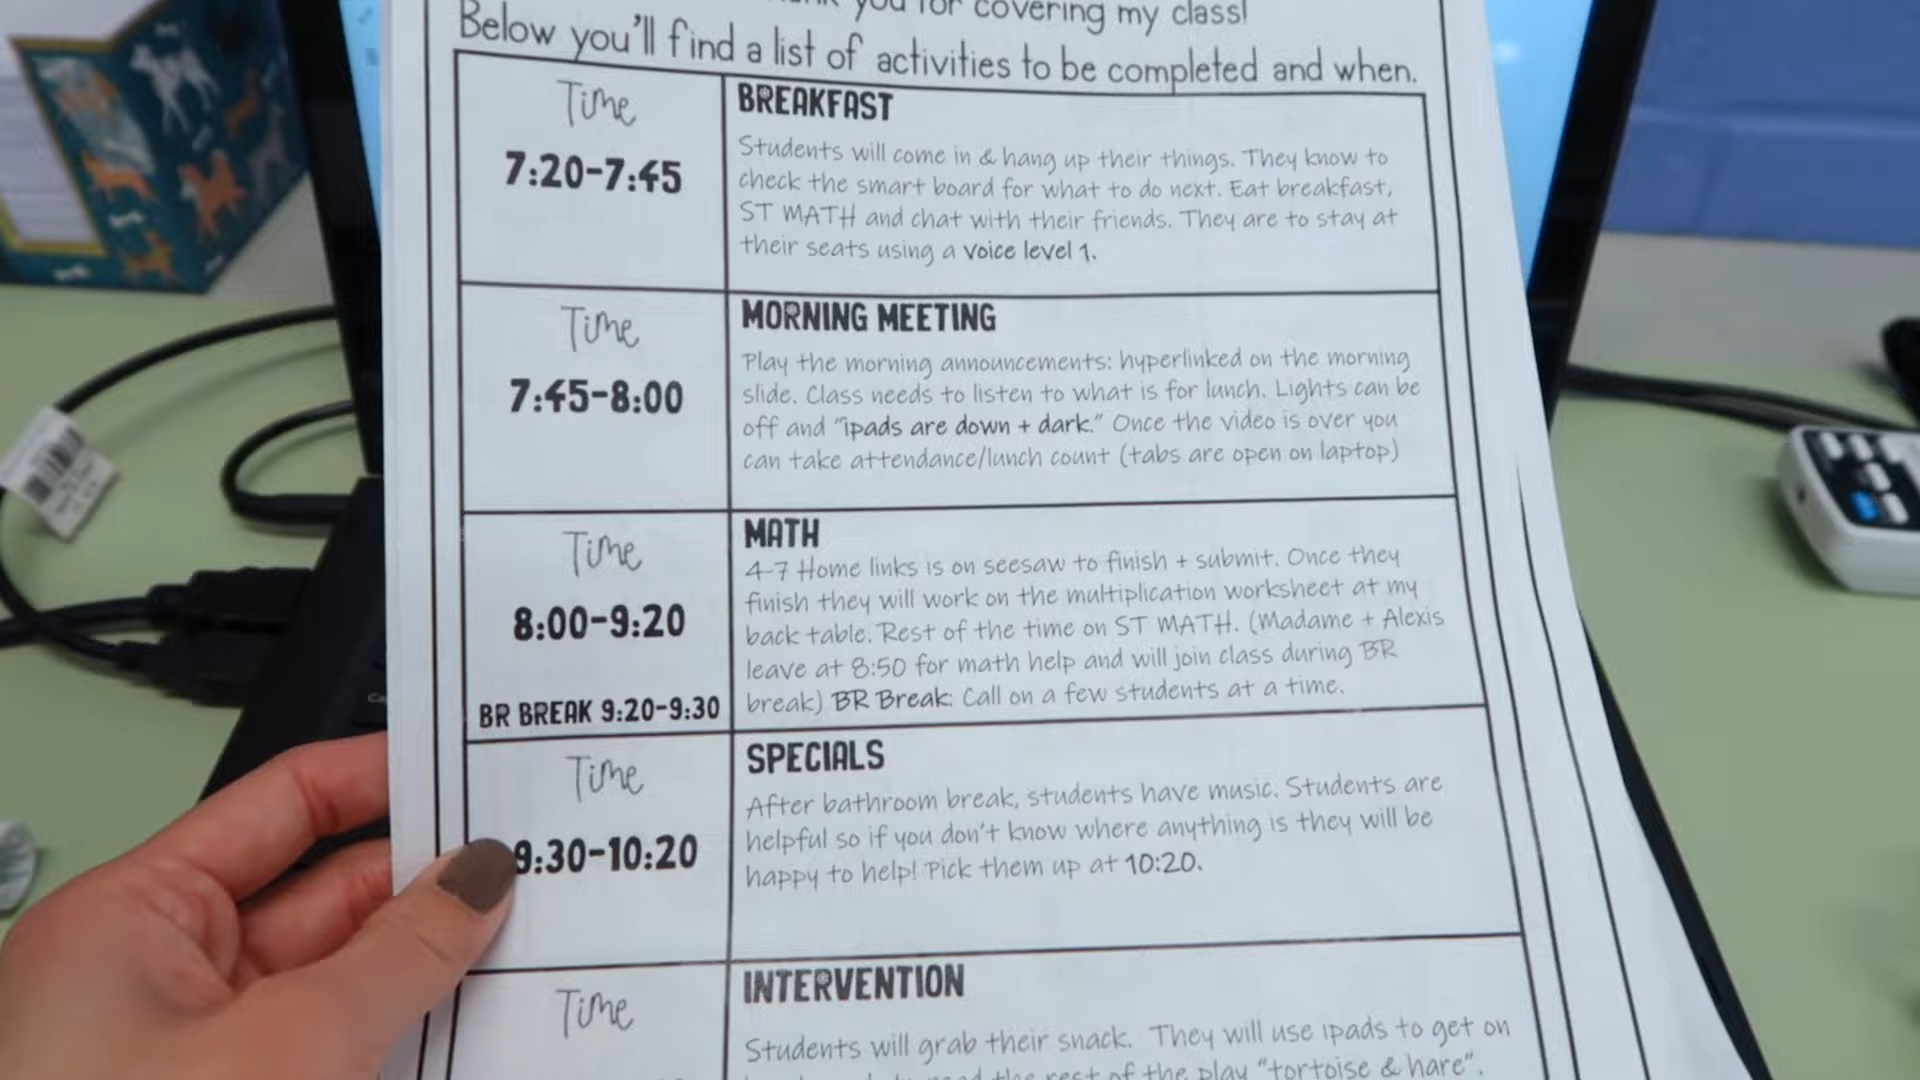 you for covering my class!
Below you'll find a list of activities to be completed and when.
Time
7:20-7:45
BREAKFAST
Students will come in & hang up their things. They know to
check the smart board for what to do next. Eat breakfast,
ST MATH and chat with their friends. They are to stay at
their seats using a voice level 1.
Time
7:45-8:00
MORNING MEETING
Play the morning announcements: hyperlinked on the morning
slide. Class needs to listen to what is for lunch. Lights can be
off and "ipads are down + dark." Once the video is over you
can take attendance/lunch count (tabs are open on laptop)
Time
8:00-9:20
BR BREAK 9:20-9:30
MATH
4-7 Home links is on seesaw to finish + submit. Once they
finish they will work on the multiplication worksheet at my
back table. Rest of the time on ST MATH. (Madame + Alexis
leave at 8:50 for math help and will join class during BR
break) BR Break: Call on a few students at a time.
Time
9:30-10:20
SPECIALS
After bathroom break, students have music. Students are
helpful so if you don't know where anything is they will be
happy to help! Pick them up at 10:20.
Time
INTERVENTION
Students will grab their snack. They will use ipads to get on
the rest of the play "tortoise & hare".